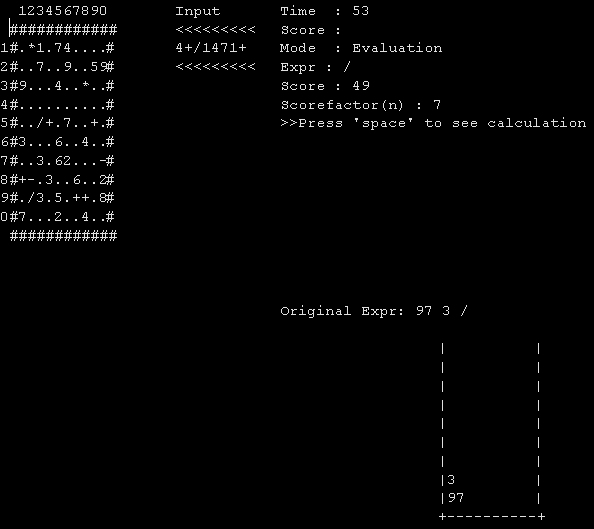 1234567890 Input Time : 53
############ <<<<<<<<< Score :
1#.*1.74....# 4+/1471+ Mode : Evaluation
2#..7..9..59# <<<<<<<<< Expr : /
3#9...4..*..# Score : 49
4#..........# Scorefactor(n) : 7
5#../+.7..+.# >>Press 'space' to see calculation
6#3...6..4..#
7#..3.62...-#
8#+-.3..6..2#
9#./3.5.++.8#
0#7...2..4..#
############
Original Expr: 97 3 /
| |
| |
| |
| |
| |
| |
| |
|3 |
|97 |
+----------+